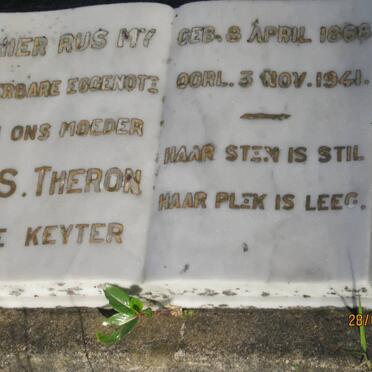 HIER RUS MY
ERBARE EGGENOTE
ONS MOEDER
S. THERON
KEYTER
GEB. 8 APRIL 1868
OORL. 3 NOV. 1941.
HAAR STEM IS STIL
HAAR PLEK IS LEEG.